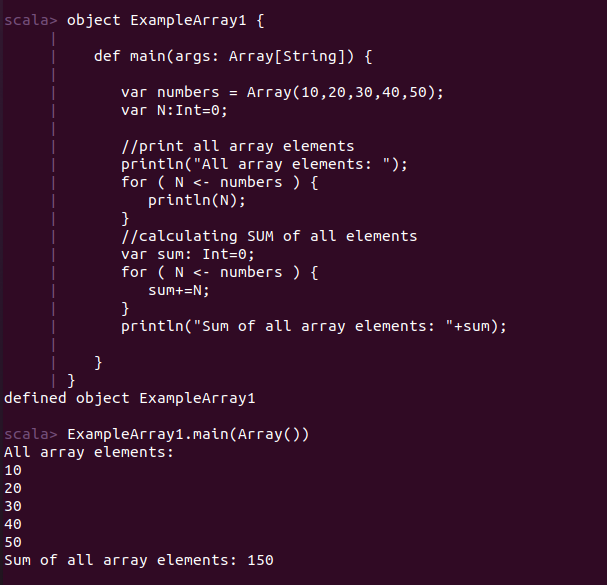 scala> object ExampleArray1 {
     |
     |    def main(args: Array[String]) {
     |
     |       var numbers = Array(10,20,30,40,50);
     |       var N:Int=0;
     |
     |       //print all array elements
     |       println("All array elements: ");
     |       for ( N <- numbers ) {
     |          println(N);
     |       }
     |       //calculating SUM of all elements
     |       var sum: Int=0;
     |       for ( N <- numbers ) {
     |          sum+=N;
     |       }
     |       println("Sum of all array elements: "+sum);
     |
     |    }
     | }
defined object ExampleArray1

scala> ExampleArray1.main(Array())
All array elements:
10
20
30
40
50
Sum of all array elements: 150